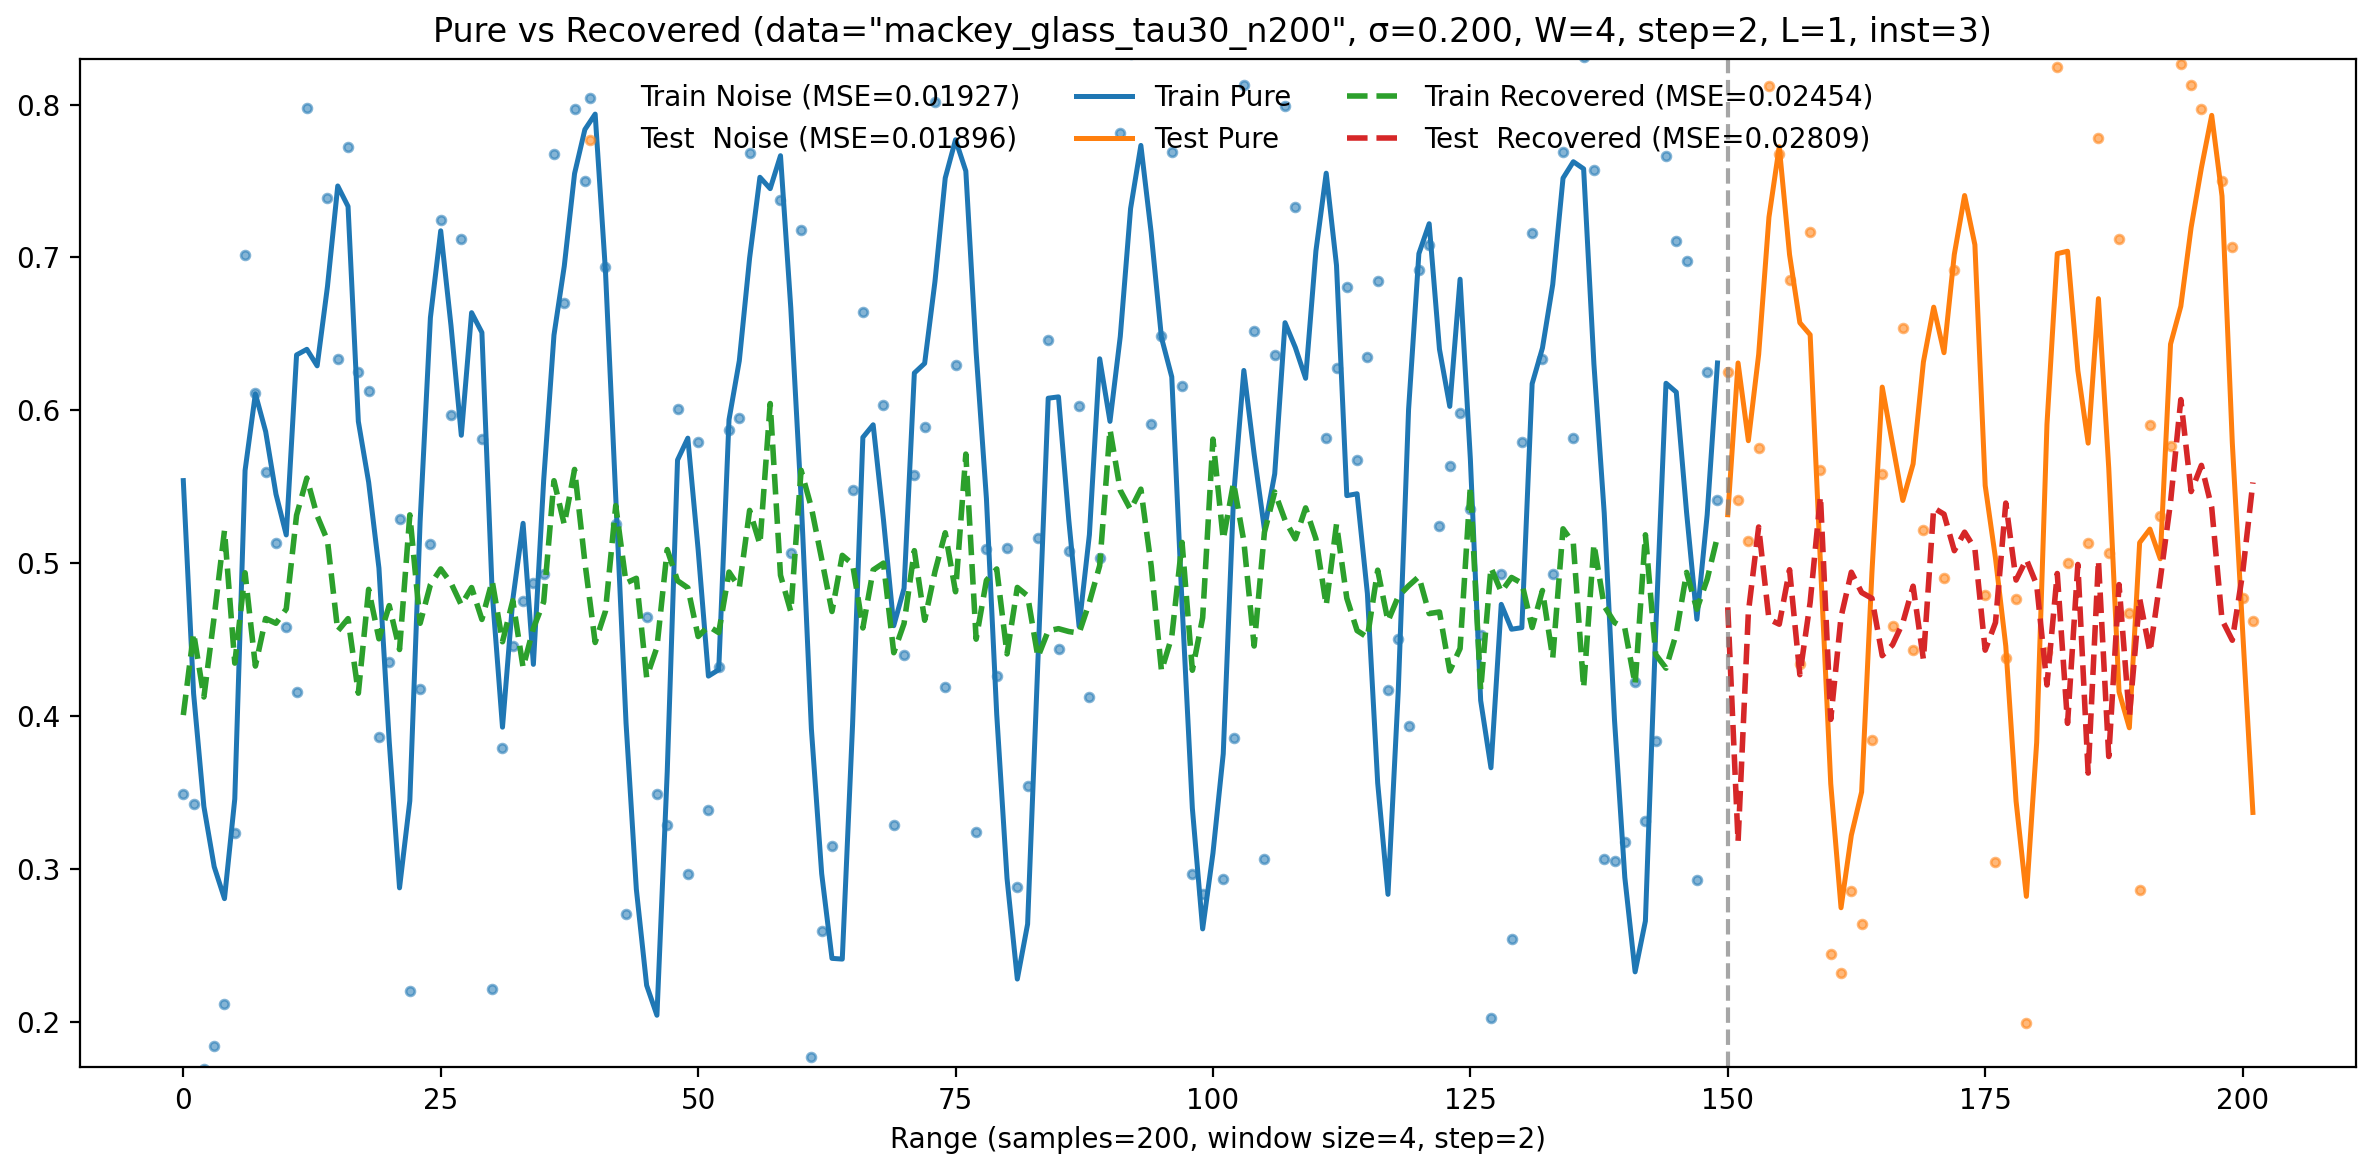 Pure vs Recovered (data="mackey_glass_tau30_n200", σ=0.200, W=4, step=2, L=1, inst=3)
Train Noise (MSE=0.01927) Train Pure Train Recovered (MSE=0.02454)
Test  Noise (MSE=0.01896) Test Pure Test  Recovered (MSE=0.02809)
0.8
0.7
0.6
0.5
0.4
0.3
0.2
0 25 50 75 100 125 150 175 200
Range (samples=200, window size=4, step=2)